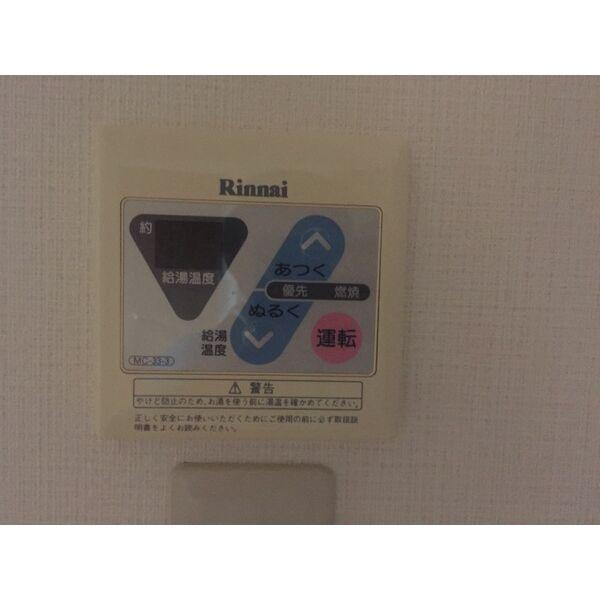 Rinnai
約
給湯温度
あつく
優先 燃焼
ぬるく
給湯
温度
運転
MC-33-3
⚠ 警告
やけど防止のため、お湯を使う前に湯温を確かめてください。
正しく安全にお使いいただくためにご使用の前に必ず取扱説
明書をよくお読みください。